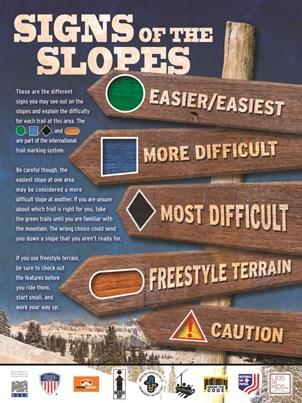 SIGNS OF THE
SLOPES
These are the different
signs you may see out on the
slopes and explain the difficulty
for each trail at this area. The
, and
are part of the international
trail marking system.
Be careful though, the
easiest slope at one area
may be considered a more
difficult slope at another. If you are unsure
about which trail is right for you, take
the green trails until you are familiar with
the mountain. The wrong choice could send
you down a slope that you aren't ready for.
If you use freestyle terrain,
be sure to check out
the features before
you ride them,
start small, and
work your way up.
EASIER/EASIEST
MORE DIFFICULT
MOST DIFFICULT
FREESTYLE TERRAIN
CAUTION